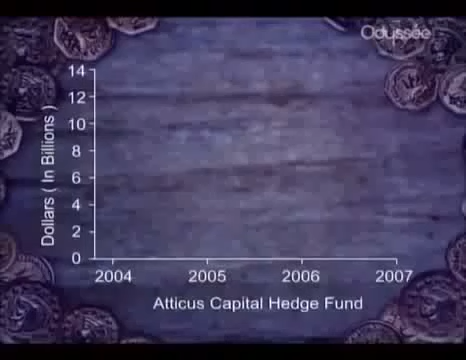 Odyssée
14
12
10
8
6
4
2
0
Dollars ( In Billions )
2004 2005 2006 2007
Atticus Capital Hedge Fund